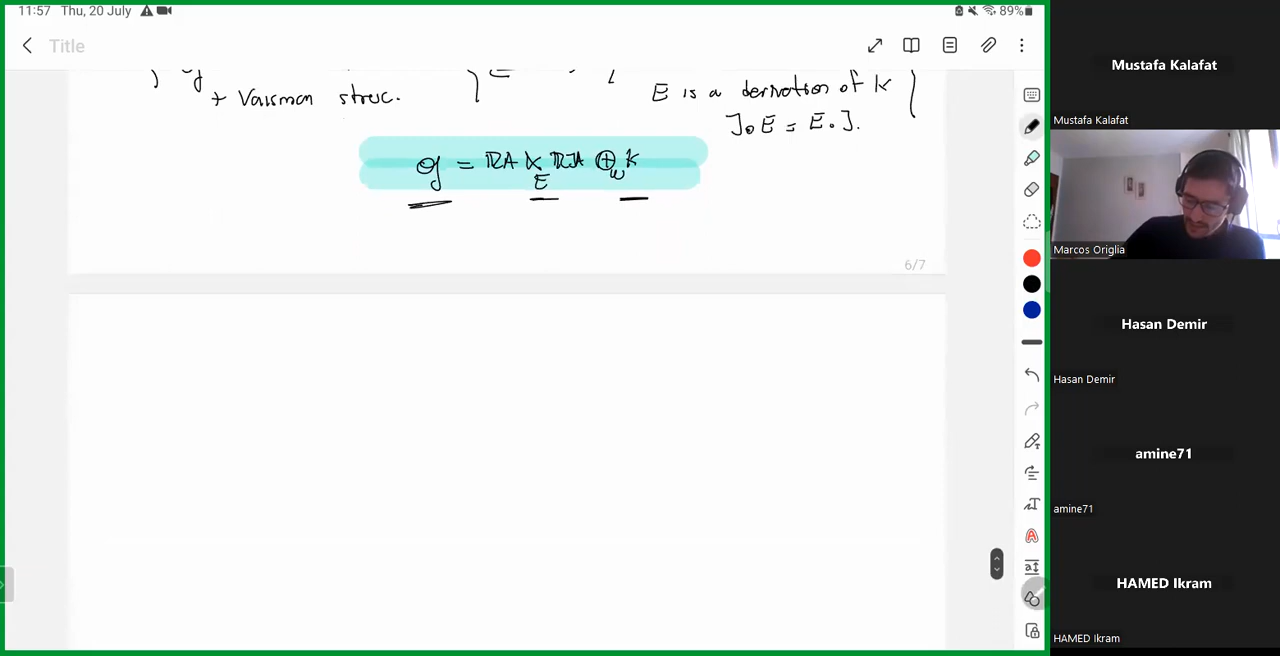 11:57 Thu, 20 July 89%
Title
+ Vaisman struc.
E is a derivation of k
J∘E = E∘J.
g = ℝA ⋉_E ℝJA ⊕_ω k
6/7
Mustafa Kalafat
Mustafa Kalafat
Marcos Origlia
Hasan Demir
Hasan Demir
amine71
amine71
HAMED Ikram
HAMED Ikram